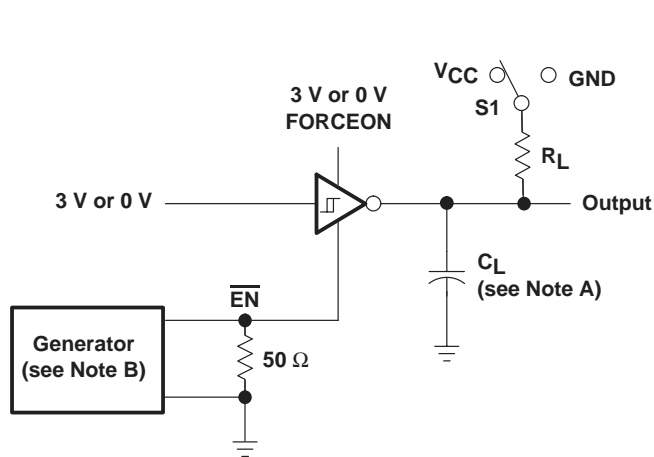 VCC
GND
S1
3 V or 0 V
FORCEON
RL
3 V or 0 V
Output
CL
(see Note A)
EN
Generator
(see Note B)
50 Ω